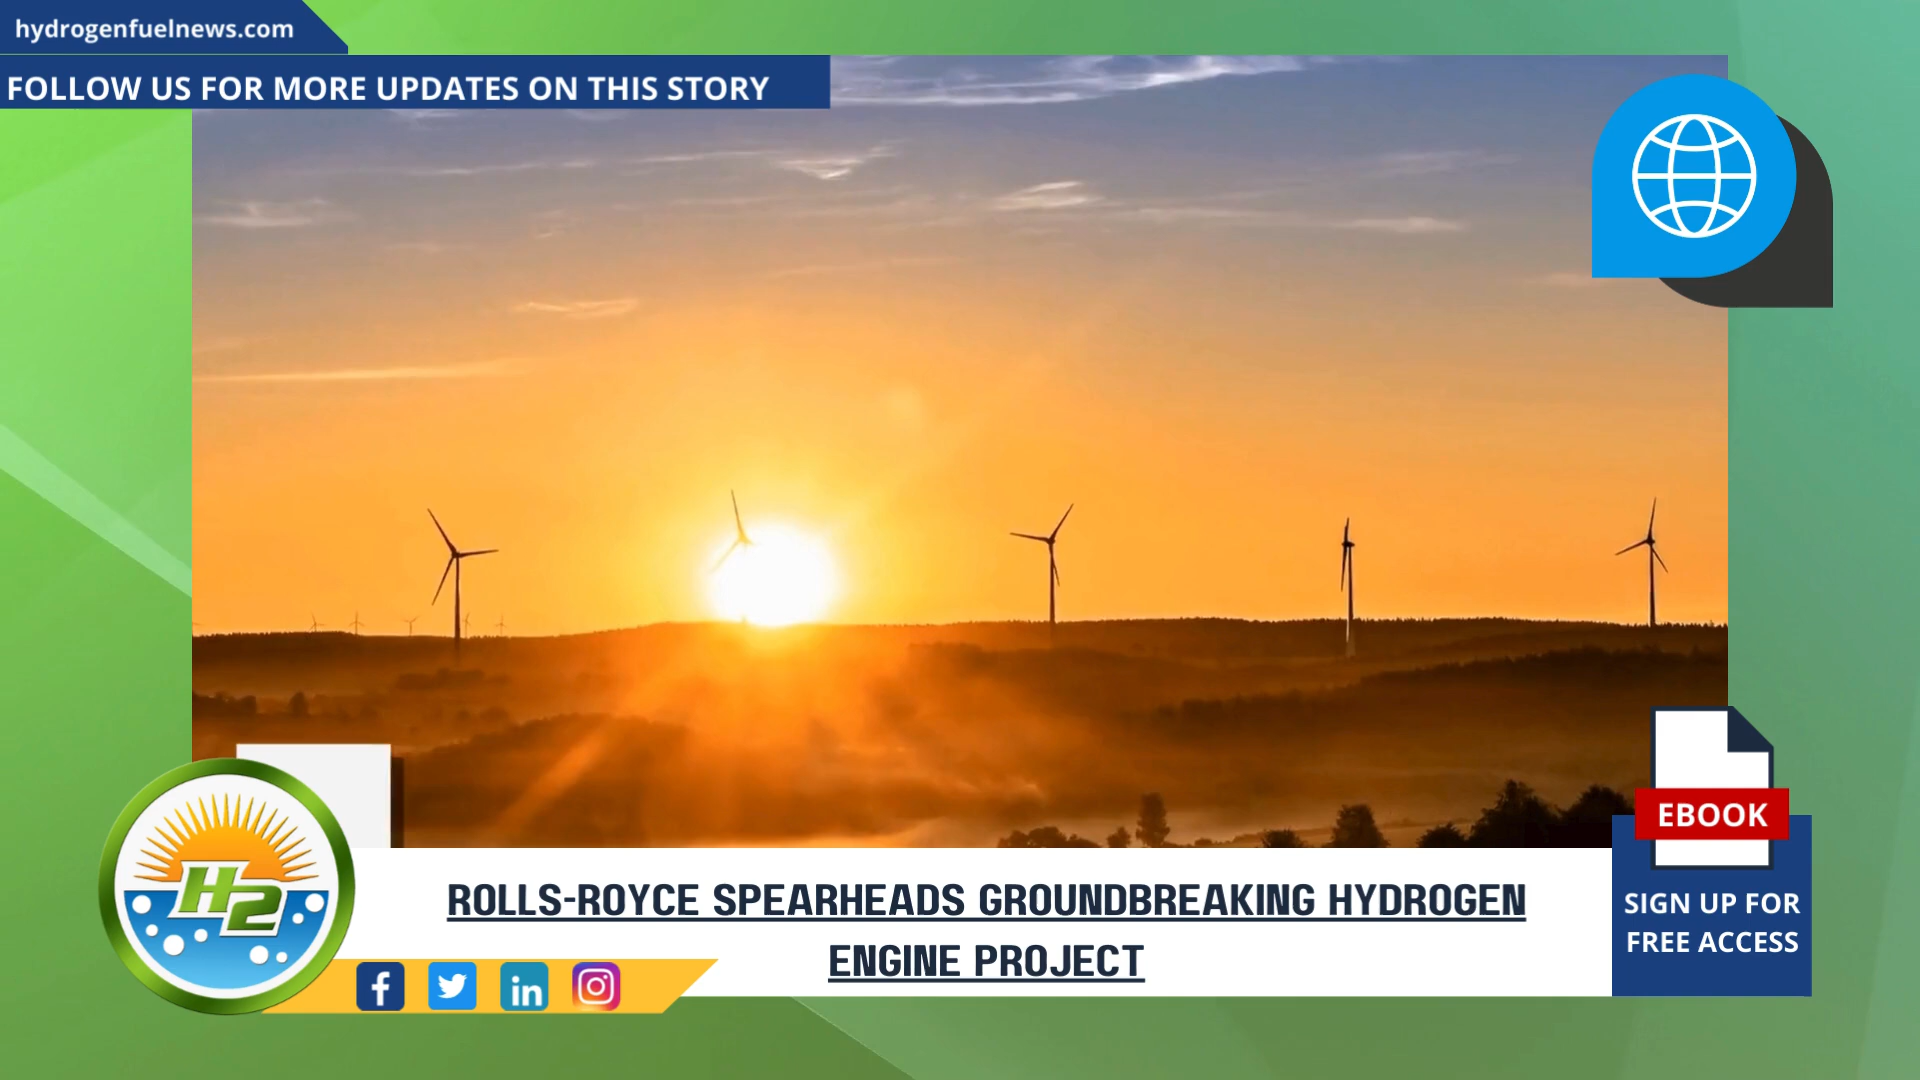 hydrogenfuelnews.com
FOLLOW US FOR MORE UPDATES ON THIS STORY
EBOOK
SIGN UP FOR
FREE ACCESS
H2
ROLLS-ROYCE SPEARHEADS GROUNDBREAKING HYDROGEN
ENGINE PROJECT
f
in